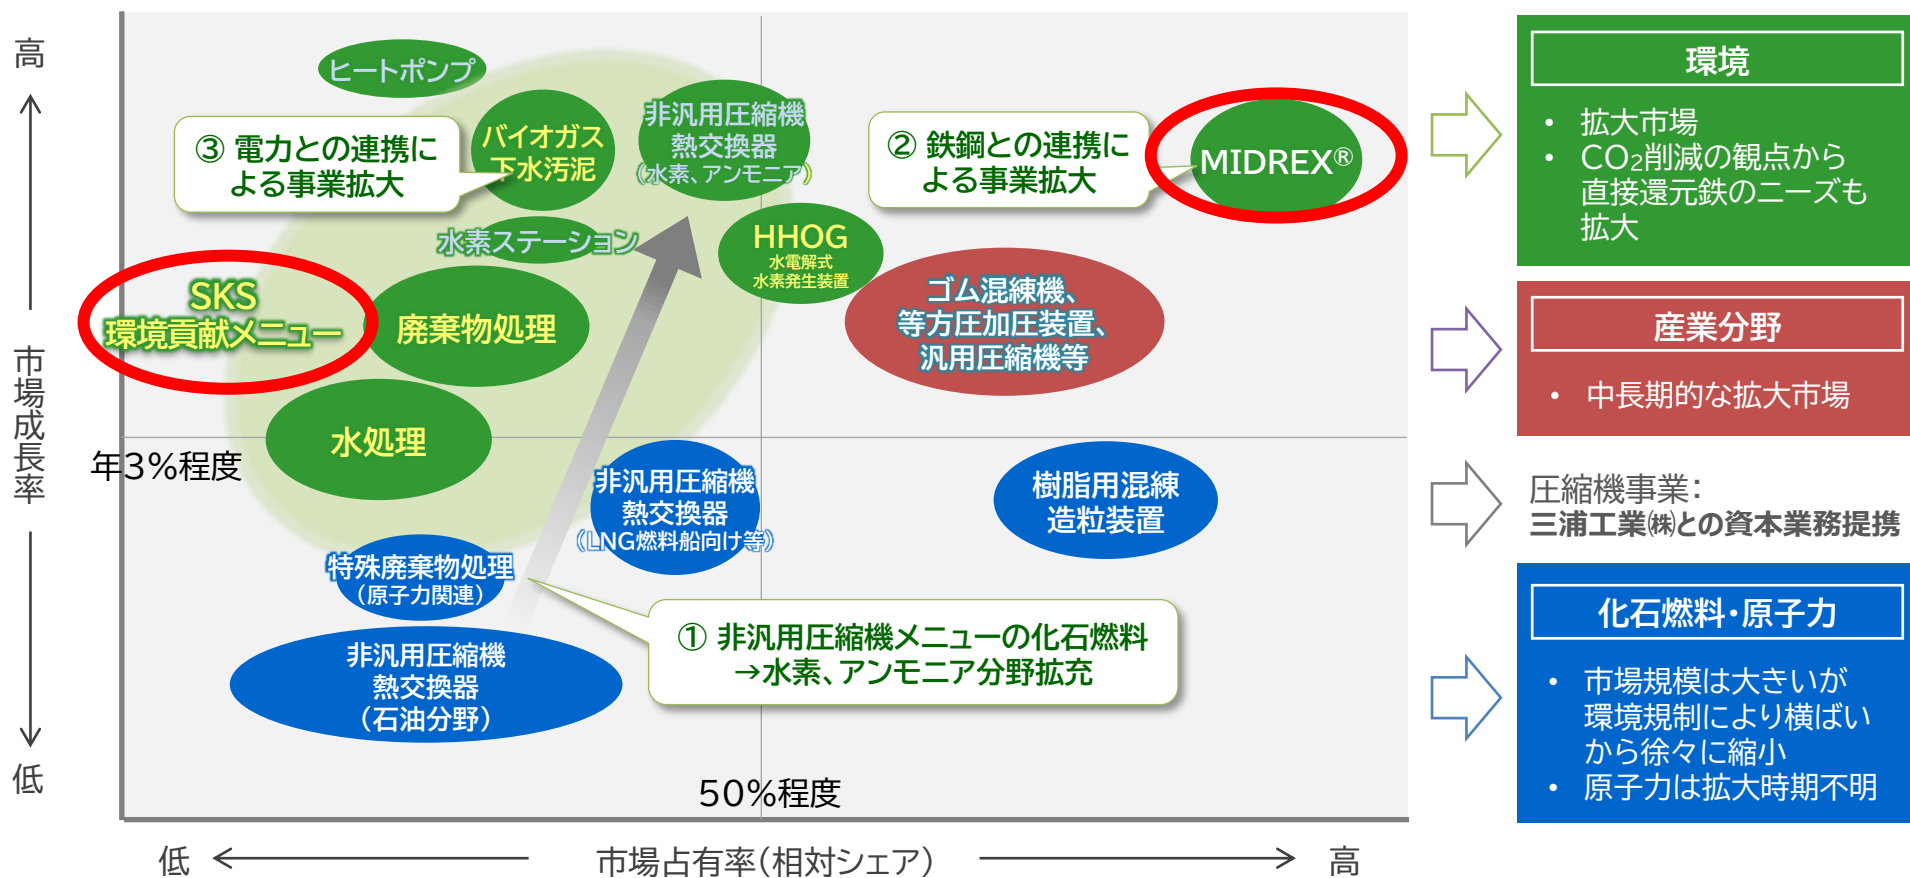 高
市場成長率
低
年3%程度
50%程度
低
市場占有率(相対シェア)
高
ヒートポンプ
③ 電力との連携に
よる事業拡大
バイオガス
下水汚泥
非汎用圧縮機
熱交換器
(水素、アンモニア)
② 鉄鋼との連携に
よる事業拡大
MIDREX®
水素ステーション
HHOG
水電解式
水素発生装置
SKS
環境貢献メニュー
廃棄物処理
ゴム混練機、
等方圧加圧装置、
汎用圧縮機等
水処理
非汎用圧縮機
熱交換器
(LNG燃料船向け等)
樹脂用混練
造粒装置
特殊廃棄物処理
(原子力関連)
① 非汎用圧縮機メニューの化石燃料
→水素、アンモニア分野拡充
非汎用圧縮機
熱交換器
(石油分野)
環境
• 拡大市場
• CO₂削減の観点から
直接還元鉄のニーズも
拡大
産業分野
• 中長期的な拡大市場
圧縮機事業：
三浦工業㈱との資本業務提携
化石燃料・原子力
• 市場規模は大きいが
環境規制により横ばい
から徐々に縮小
• 原子力は拡大時期不明